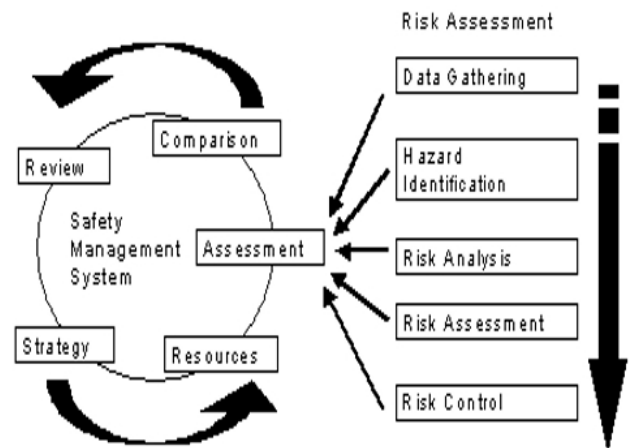 Risk Assessment
Data Gathering
Comparison
Review
Hazard
Identification
Safety
Management
System
Assessment
Risk Analysis
Risk Assessment
Strategy
Resources
Risk Control